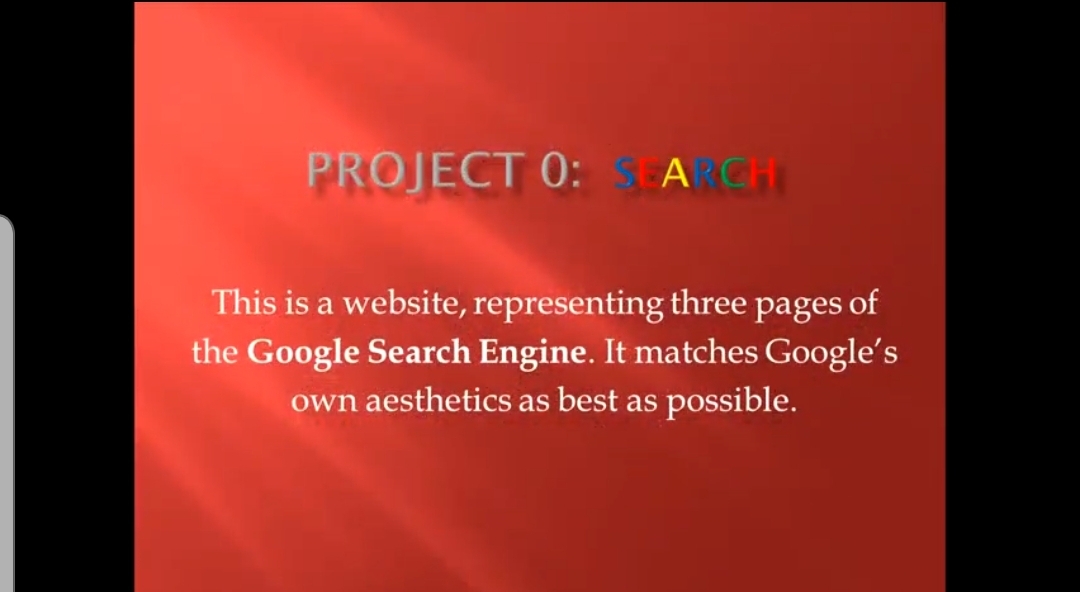 PROJECT 0: SEARCH
This is a website, representing three pages of
the Google Search Engine. It matches Google's
own aesthetics as best as possible.